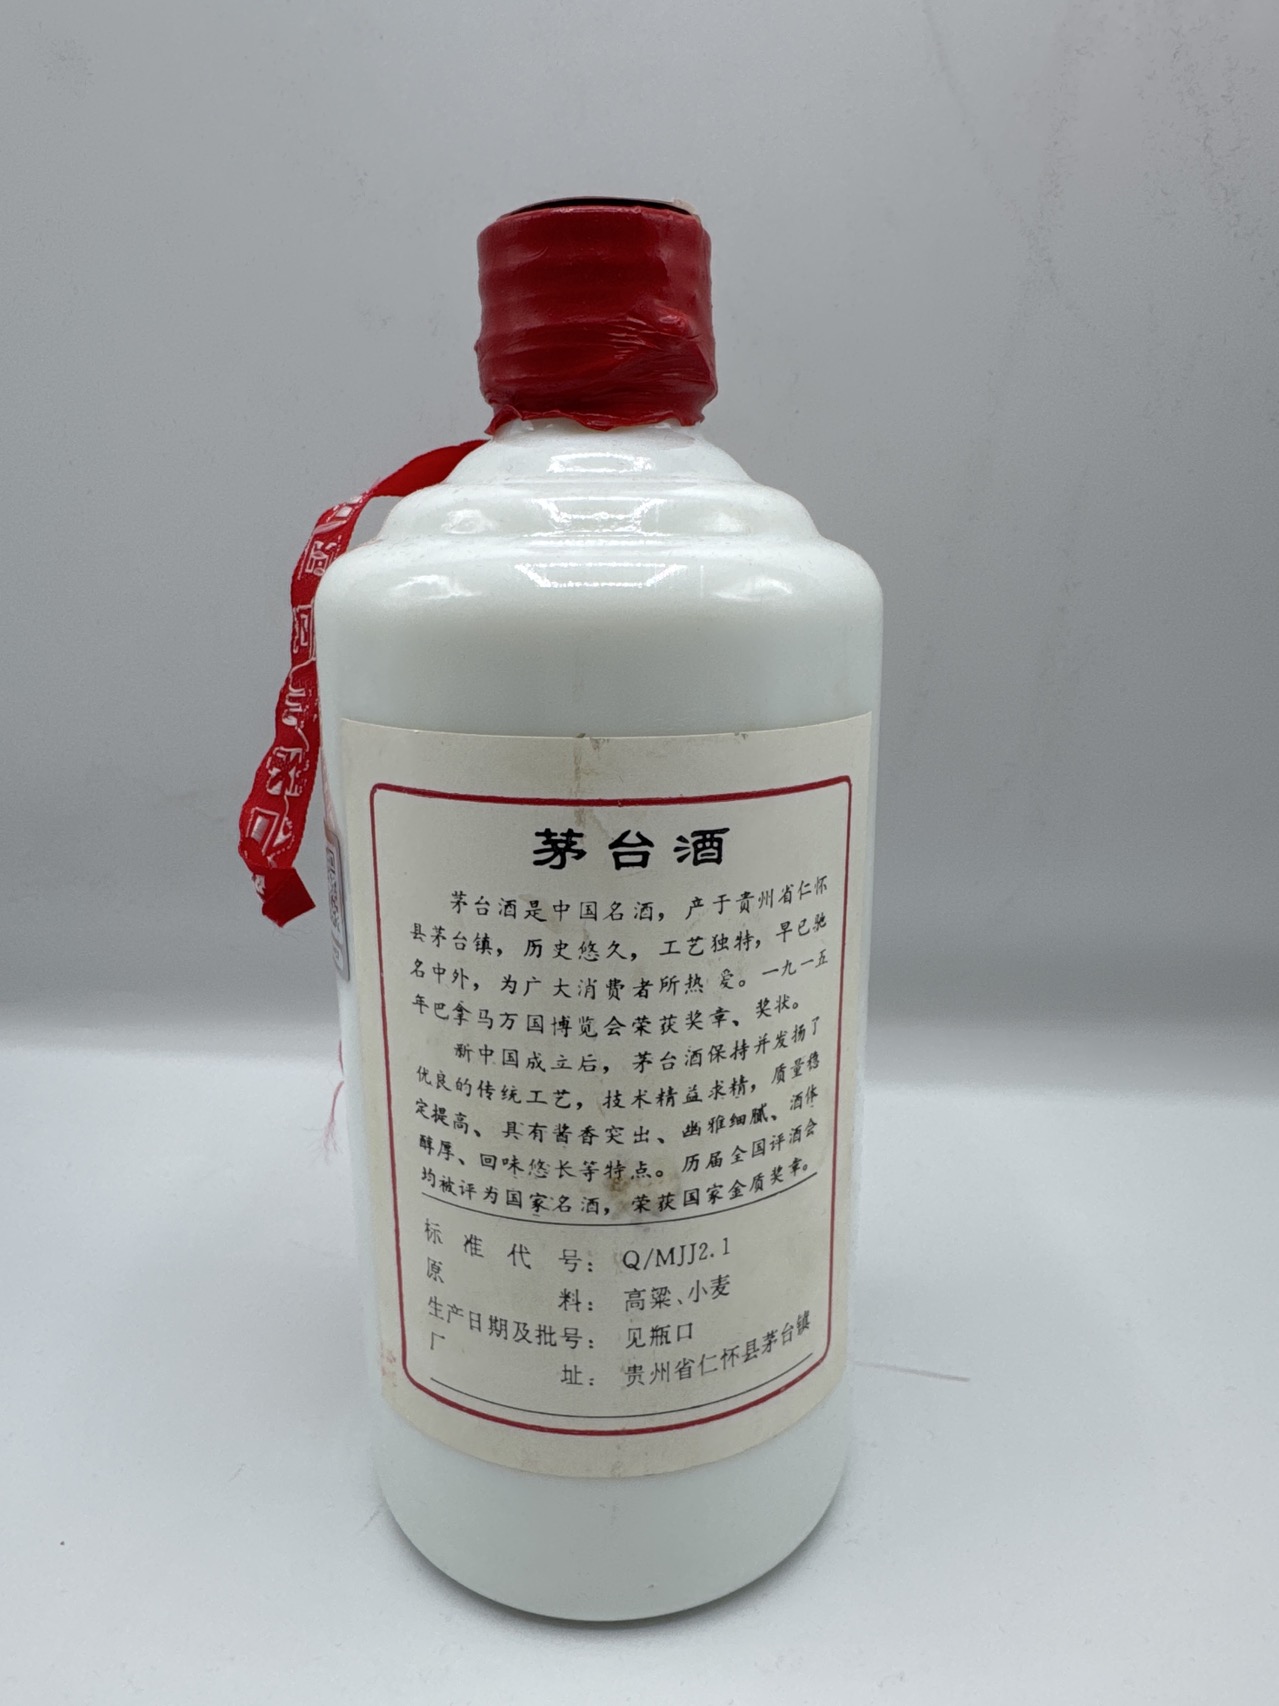 茅台酒
茅台酒是中国名酒，产于贵州省仁怀
县茅台镇，历史悠久，工艺独特，早已驰
名中外，为广大消费者所热爱。一九一五
年巴拿马万国博览会荣获奖章、奖状。
新中国成立后，茅台酒保持并发扬了
优良的传统工艺，技术精益求精，质量稳
定提高、具有酱香突出、幽雅细腻、酒体
醇厚、回味悠长等特点。历届全国评酒会
均被评为国家名酒，荣获国家金质奖章。
标准代号：Q/MJJ2.1
原料：高粱、小麦
生产日期及批号：见瓶口
厂址：贵州省仁怀县茅台镇